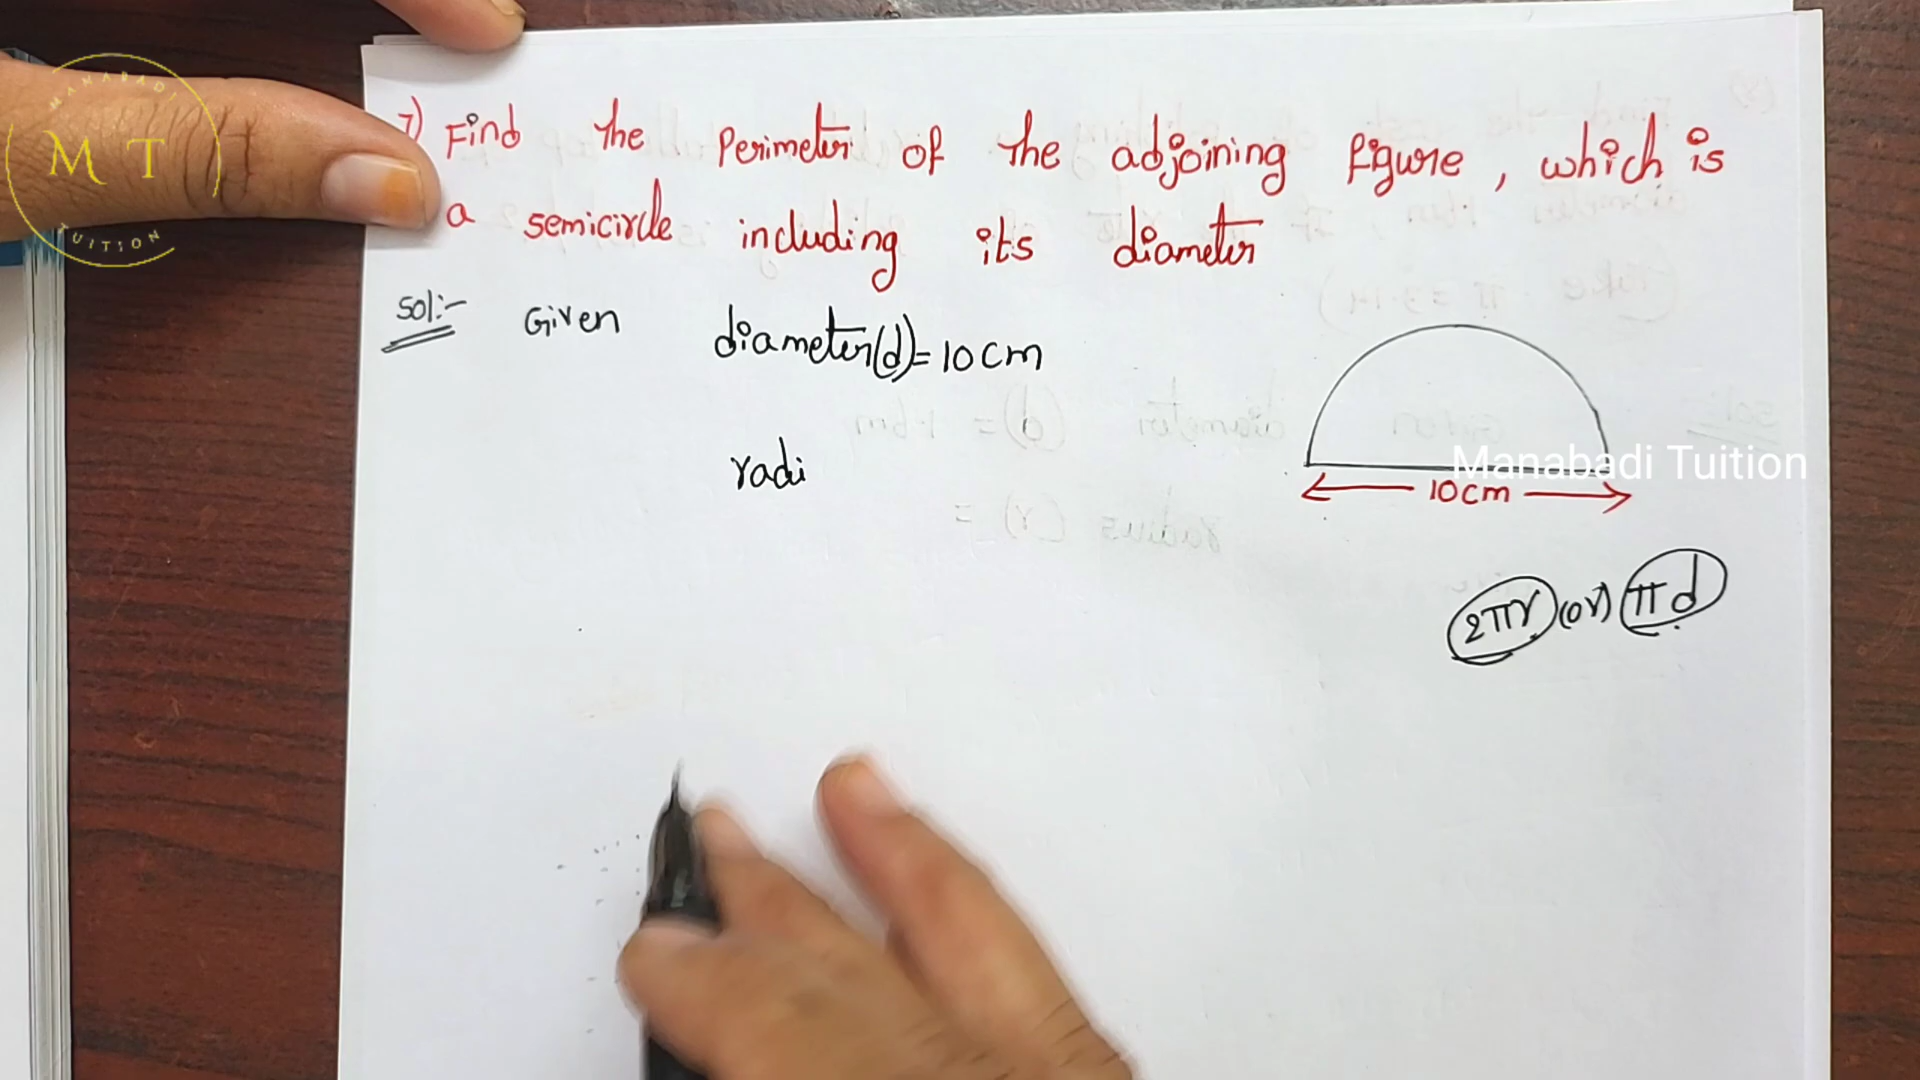 MANABADI
M T
TUITION
7) Find the Perimeter of the adjoining figure, which is
a semicircle including its diameter
Sol:- Given diameter(d)=10cm
radi
Manabadi Tuition
10cm
2πr (or) πd